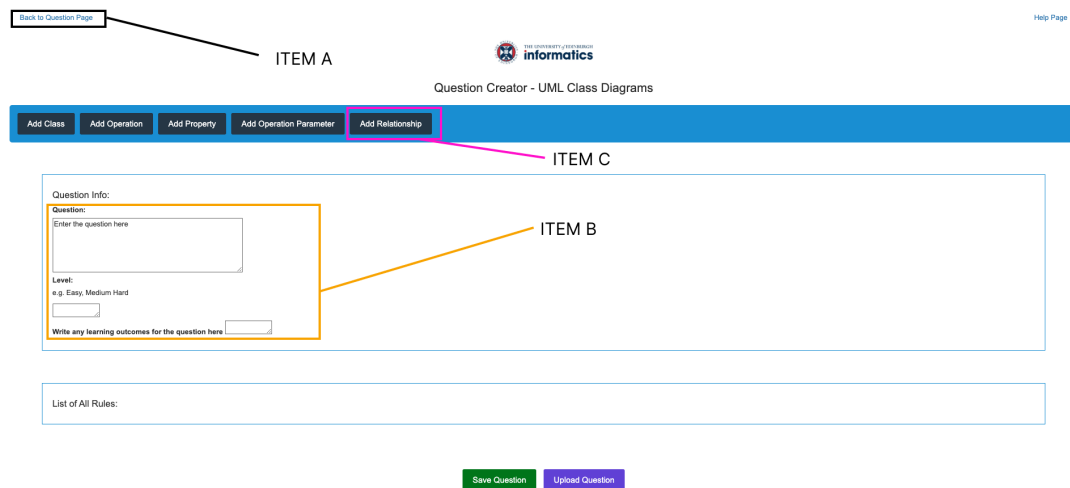 Back to Question Page
Help Page
ITEM A
THE UNIVERSITY of EDINBURGH
informatics
Question Creator - UML Class Diagrams
Add Class Add Operation Add Property Add Operation Parameter Add Relationship
ITEM C
Question Info:
Question:
Enter the question here
ITEM B
Level:
e.g. Easy, Medium Hard
Write any learning outcomes for the question here
List of All Rules:
Save Question Upload Question